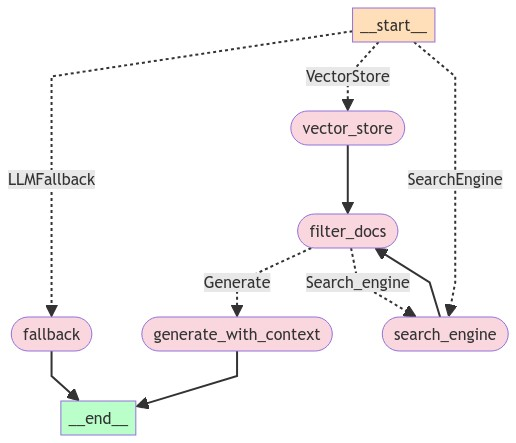 __start__
VectorStore
vector_store
LLMFallback
SearchEngine
filter_docs
Generate
Search_engine
fallback
generate_with_context
search_engine
__end__